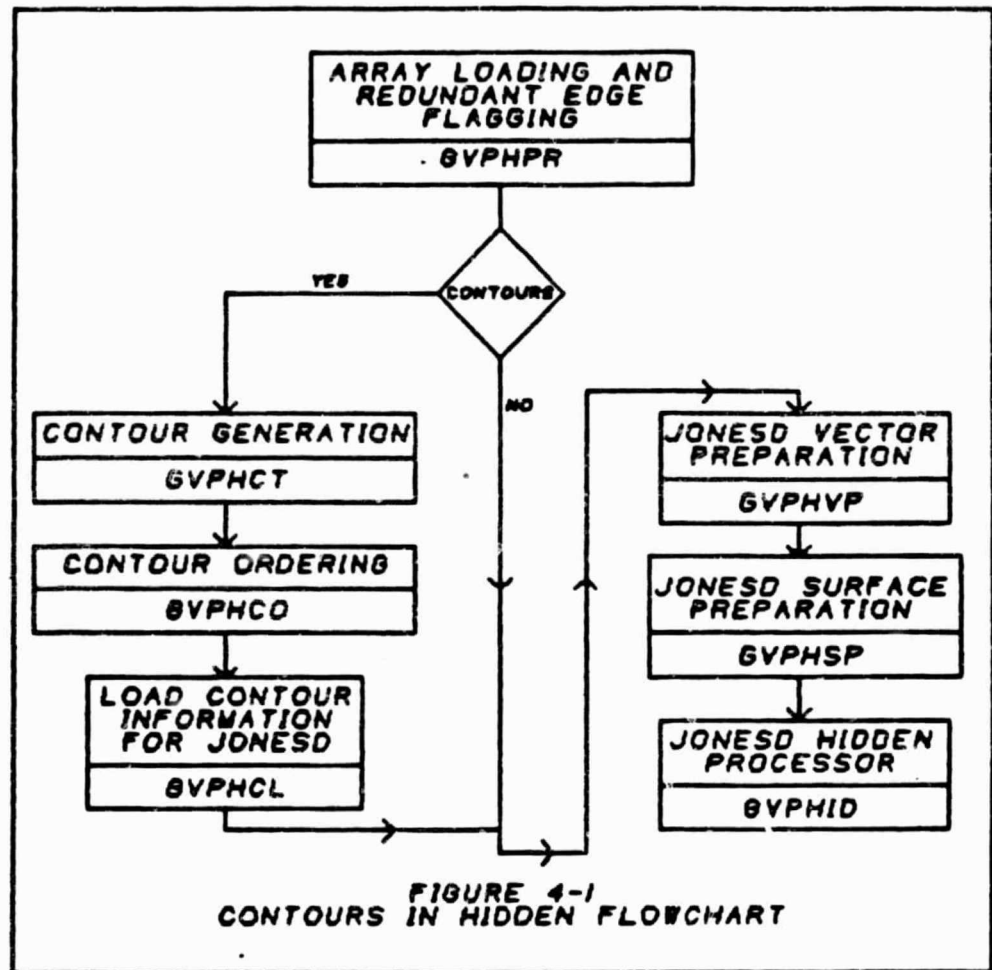 ARRAY LOADING AND
REDUNDANT EDGE
FLAGGING
GVPHPR
CONTOURS
YES
NO
CONTOUR GENERATION
GVPHCT
CONTOUR ORDERING
GVPHCO
LOAD CONTOUR
INFORMATION
FOR JONESD
GVPHCL
JONESD VECTOR
PREPARATION
GVPHVP
JONESD SURFACE
PREPARATION
GVPHSP
JONESD HIDDEN
PROCESSOR
GVPHID
FIGURE 4-1
CONTOURS IN HIDDEN FLOWCHART